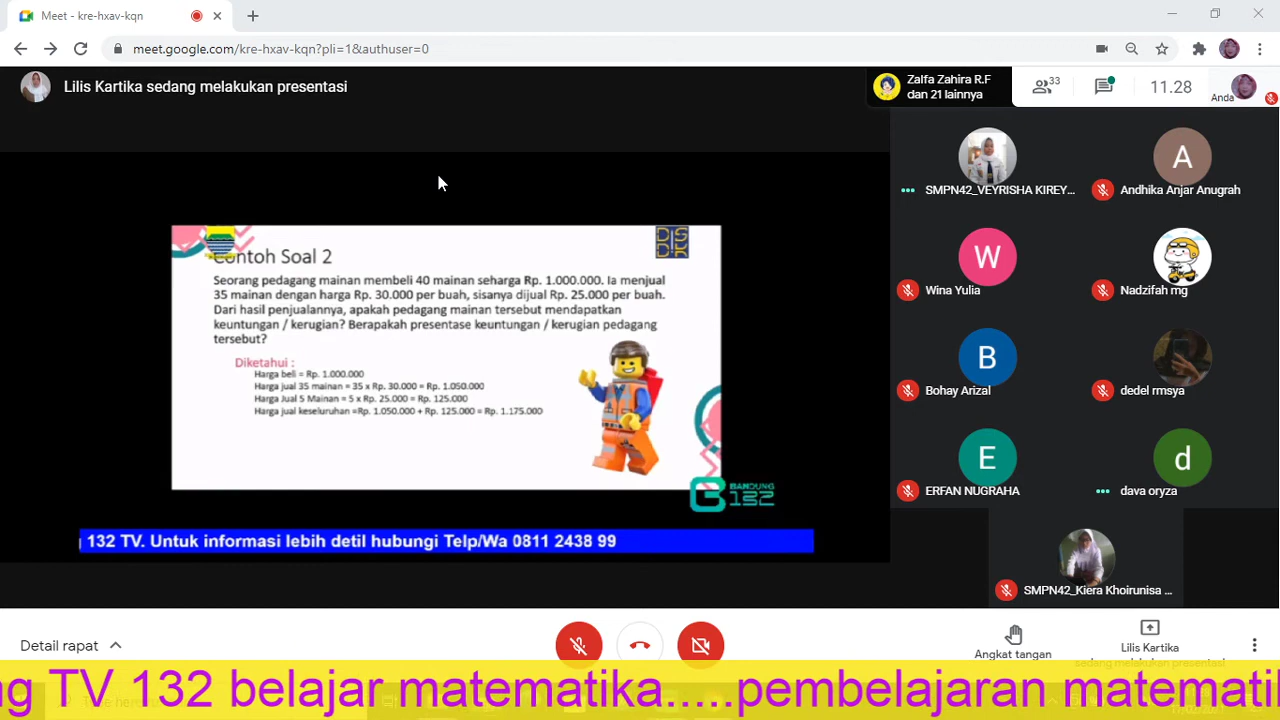 Meet - kre-hxav-kqn
meet.google.com/kre-hxav-kqn?pli=1&authuser=0
Lilis Kartika sedang melakukan presentasi
Zalfa Zahira R.F
dan 21 lainnya
33
11.28
Anda
SMPN42_VEYRISHA KIREY...
A
Andhika Anjar Anugrah
W
Wina Yulia
Nadzifah mg
B
Bohay Arizal
dedel rmsya
E
ERFAN NUGRAHA
d
dava oryza
SMPN42_Kiera Khoirunisa ...
DIS
DIK
Contoh Soal 2
Seorang pedagang mainan membeli 40 mainan seharga Rp. 1.000.000. Ia menjual
35 mainan dengan harga Rp. 30.000 per buah, sisanya dijual Rp. 25.000 per buah.
Dari hasil penjualannya, apakah pedagang mainan tersebut mendapatkan
keuntungan / kerugian? Berapakah presentase keuntungan / kerugian pedagang
tersebut?
Diketahui :
Harga beli = Rp. 1.000.000
Harga jual 35 mainan = 35 x Rp. 30.000 = Rp. 1.050.000
Harga Jual 5 Mainan = 5 x Rp. 25.000 = Rp. 125.000
Harga jual keseluruhan =Rp. 1.050.000 + Rp. 125.000 = Rp. 1.175.000
BANDUNG
132
132 TV. Untuk informasi lebih detil hubungi Telp/Wa 0811 2438 99
Detail rapat
Angkat tangan
Lilis Kartika
sedang melakukan presentasi
ng TV 132 belajar matematika.....pembelajaran matemati